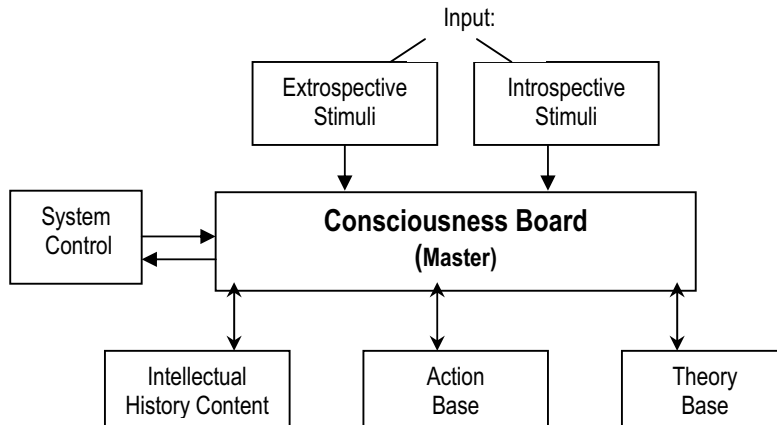 Input:
Extrospective
Stimuli
Introspective
Stimuli
System
Control
Consciousness Board
(Master)
Intellectual
History Content
Action
Base
Theory
Base